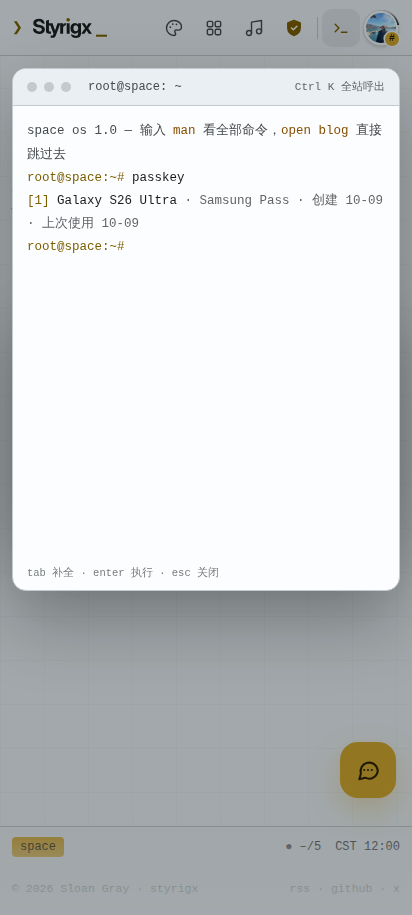 ❯ Styrigx _
#
root@space: ~
Ctrl K 全站呼出
space os 1.0 — 输入 man 看全部命令，open blog 直接
跳过去
root@space:~# passkey
[1] Galaxy S26 Ultra · Samsung Pass · 创建 10-09
· 上次使用 10-09
root@space:~#
tab 补全 · enter 执行 · esc 关闭
space
● −/5 CST 12:00
© 2026 Sloan Gray · styrigx
rss · github · x